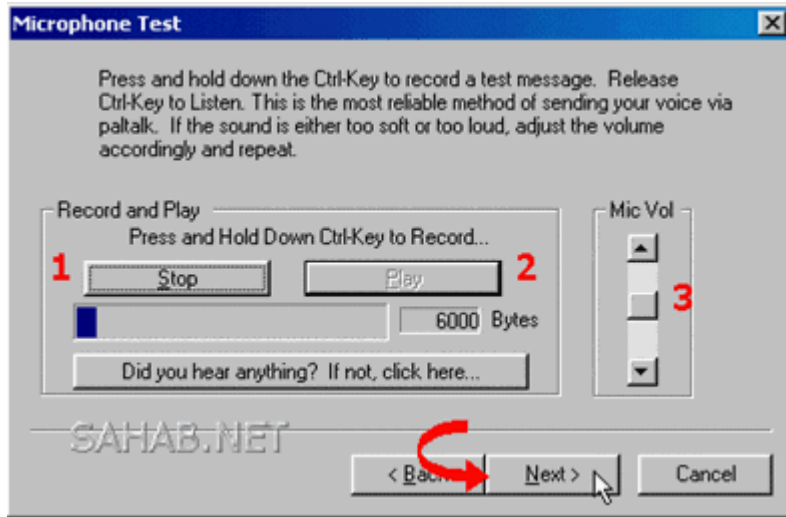 Microphone Test
Press and hold down the Ctrl-Key to record a test message. Release
Ctrl-Key to Listen. This is the most reliable method of sending your voice via
paltalk. If the sound is either too soft or too loud, adjust the volume
accordingly and repeat.
Record and Play
Mic Vol
Press and Hold Down Ctrl-Key to Record...
1
Stop
Play
2
3
6000 Bytes
Did you hear anything? If not, click here...
SAHAB.NET
< Back
Next >
Cancel